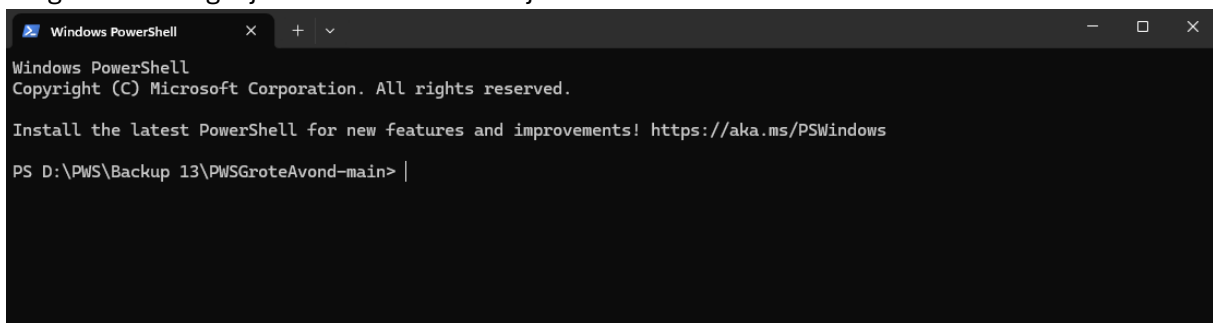 Windows PowerShell
Windows PowerShell
Copyright (C) Microsoft Corporation. All rights reserved.
Install the latest PowerShell for new features and improvements! https://aka.ms/PSWindows
PS D:\PWS\Backup 13\PWSGroteAvond-main>